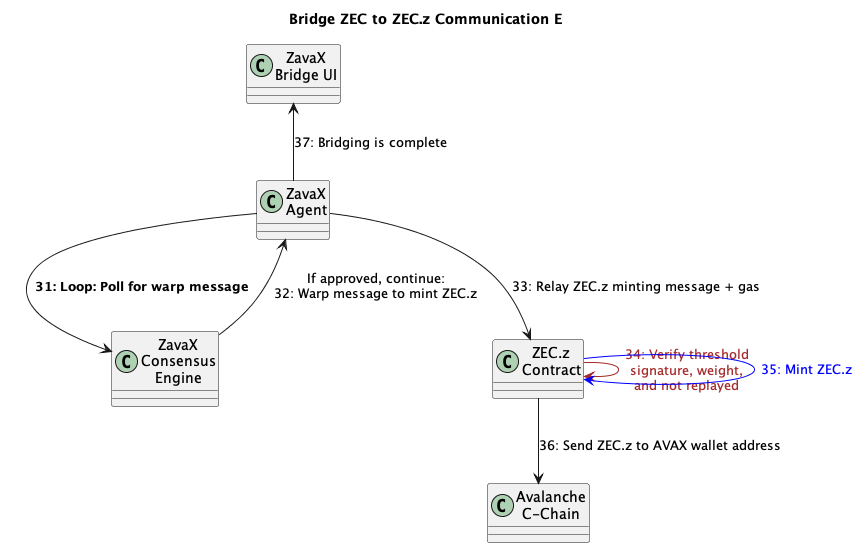 Bridge ZEC to ZEC.z Communication E
C
ZavaX
Bridge UI
37: Bridging is complete
C
ZavaX
Agent
31: Loop: Poll for warp message
If approved, continue:
32: Warp message to mint ZEC.z
33: Relay ZEC.z minting message + gas
C
ZavaX
Consensus
Engine
C
ZEC.z
Contract
34: Verify threshold
signature, weight,
and not replayed
35: Mint ZEC.z
36: Send ZEC.z to AVAX wallet address
C
Avalanche
C-Chain